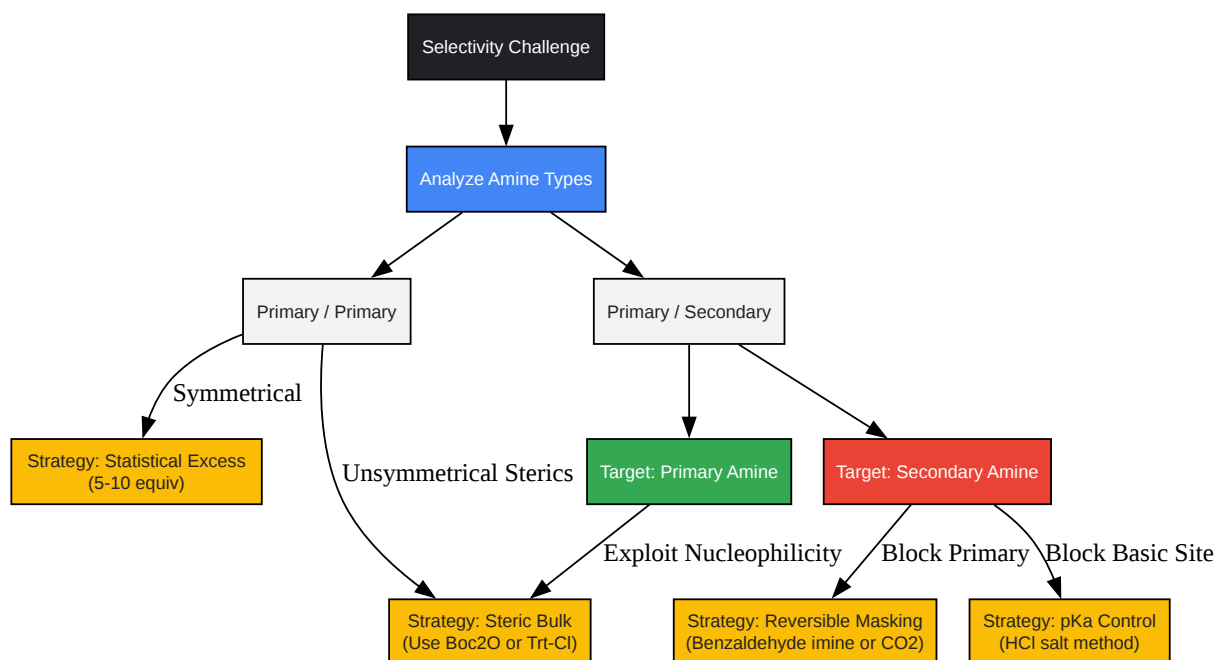 Selectivity Challenge
Analyze Amine Types
Primary / Primary
Primary / Secondary
Symmetrical
Strategy: Statistical Excess
(5-10 equiv)
Unsymmetrical Sterics
Target: Primary Amine
Target: Secondary Amine
Exploit Nucleophilicity
Block Primary
Block Basic Site
Strategy: Steric Bulk
(Use Boc2O or Trt-Cl)
Strategy: Reversible Masking
(Benzaldehyde imine or CO2)
Strategy: pKa Control
(HCl salt method)